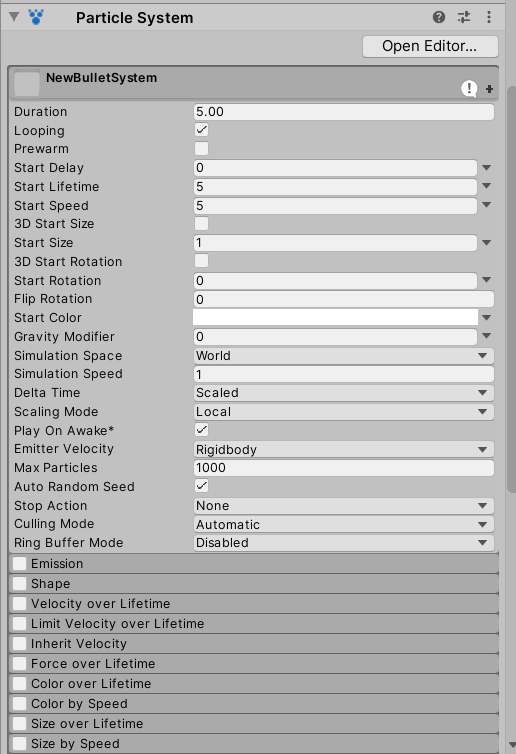 Particle System
Open Editor...
NewBulletSystem
Duration 5.00
Looping
Prewarm
Start Delay 0
Start Lifetime 5
Start Speed 5
3D Start Size
Start Size 1
3D Start Rotation
Start Rotation 0
Flip Rotation 0
Start Color
Gravity Modifier 0
Simulation Space World
Simulation Speed 1
Delta Time Scaled
Scaling Mode Local
Play On Awake*
Emitter Velocity Rigidbody
Max Particles 1000
Auto Random Seed
Stop Action None
Culling Mode Automatic
Ring Buffer Mode Disabled
Emission
Shape
Velocity over Lifetime
Limit Velocity over Lifetime
Inherit Velocity
Force over Lifetime
Color over Lifetime
Color by Speed
Size over Lifetime
Size by Speed